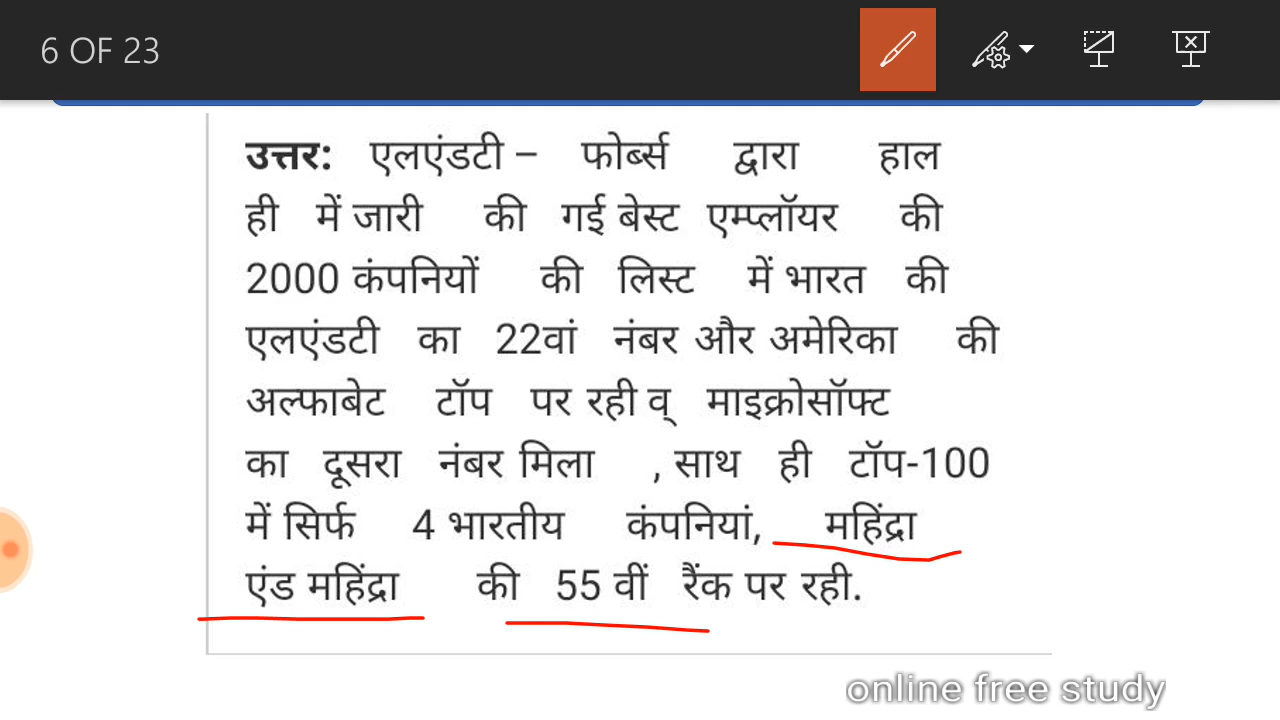 6 OF 23
उत्तर: एलएंडटी – फोर्ब्स द्वारा हाल
ही में जारी की गई बेस्ट एम्प्लॉयर की
2000 कंपनियों की लिस्ट में भारत की
एलएंडटी का 22वां नंबर और अमेरिका की
अल्फाबेट टॉप पर रही व् माइक्रोसॉफ्ट
का दूसरा नंबर मिला , साथ ही टॉप-100
में सिर्फ 4 भारतीय कंपनियां, महिंद्रा
एंड महिंद्रा की 55 वीं रैंक पर रही.
online free study